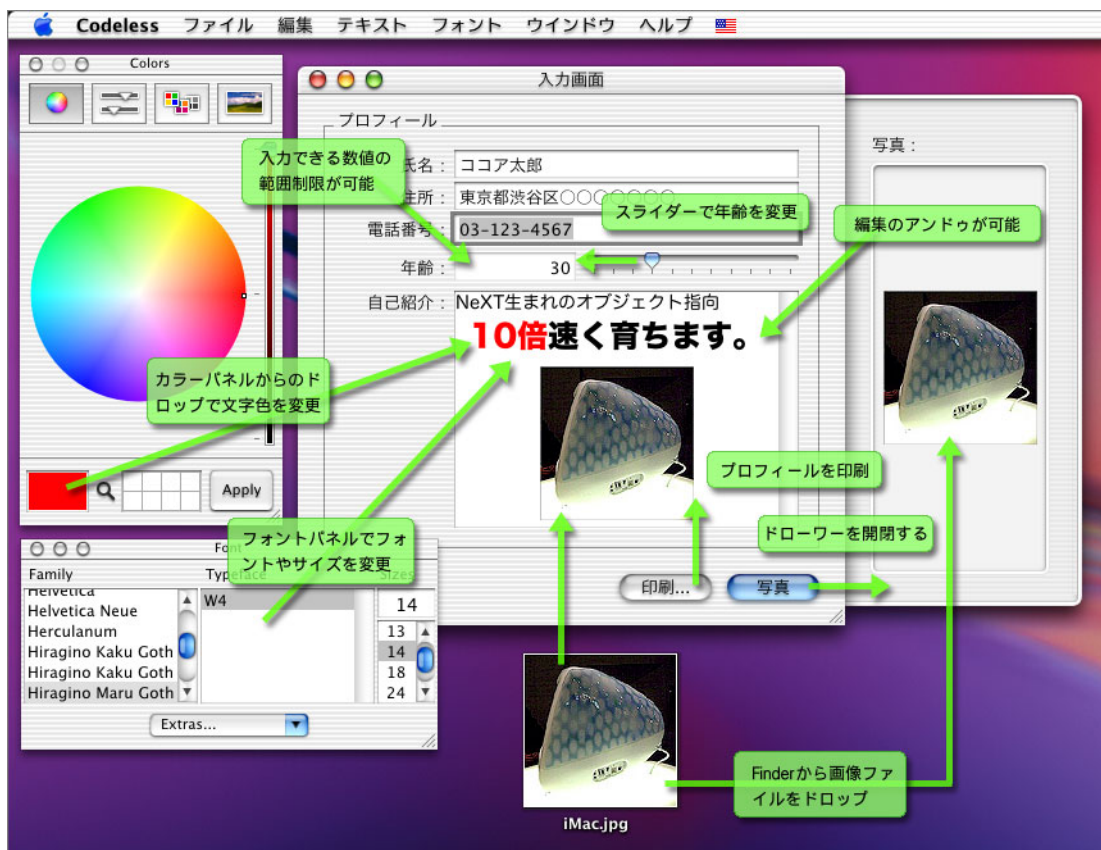 Codeless ファイル 編集 テキスト フォント ウインドウ ヘルプ
Colors
Apply
入力画面
プロフィール
氏名：
ココア太郎
住所：
東京都渋谷区○○○○○○○
電話番号：
03-123-4567
年齢：
30
自己紹介：
NeXT生まれのオブジェクト指向
10倍速く育ちます。
印刷...
写真
写真：
入力できる数値の
範囲制限が可能
スライダーで年齢を変更
編集のアンドゥが可能
カラーパネルからのド
ロップで文字色を変更
プロフィールを印刷
ドローワーを開閉する
フォントパネルでフォ
ントやサイズを変更
Font
Family
Typeface
Sizes
Helvetica
Helvetica Neue
Herculanum
Hiragino Kaku Goth
Hiragino Kaku Goth
Hiragino Maru Goth
W4
14
13
14
18
24
Extras...
Finderから画像ファ
イルをドロップ
iMac.jpg